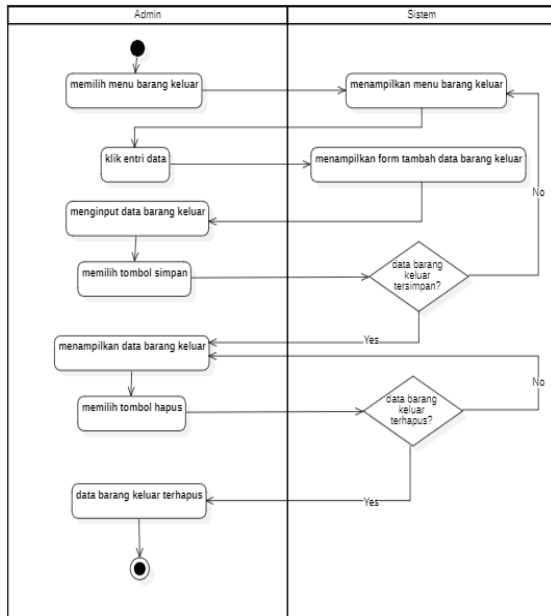 Admin
Sistem
memilih menu barang keluar
menampilkan menu barang keluar
klik entri data
menampilkan form tambah data barang keluar
No
menginput data barang keluar
memilih tombol simpan
data barang
keluar
tersimpan?
Yes
menampilkan data barang keluar
No
memilih tombol hapus
data barang
keluar
terhapus?
data barang keluar terhapus
Yes